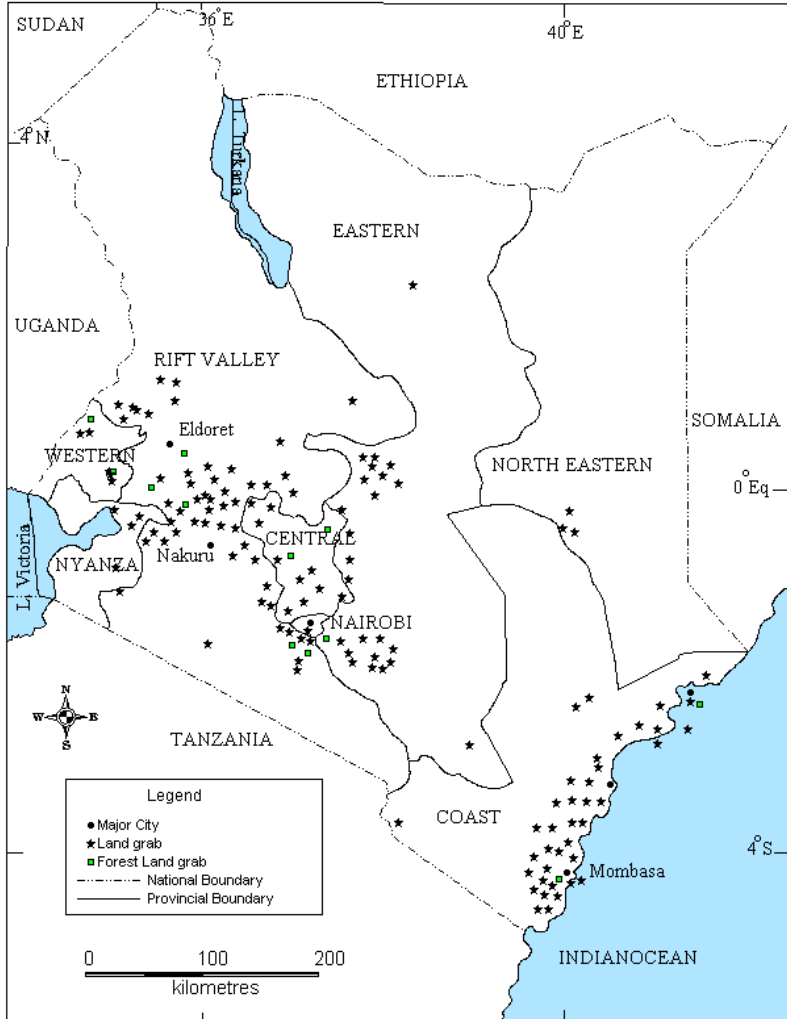 SUDAN
36°E
40°E
ETHIOPIA
4°N
L. Turkana
EASTERN
UGANDA
RIFT VALLEY
SOMALIA
Eldoret
WESTERN
NORTH EASTERN
0°Eq
CENTRAL
Nakuru
NYANZA
L. Victoria
NAIROBI
N
W E
S
TANZANIA
Legend
COAST
Major City
Land grab
4°S
Forest Land grab
Mombasa
National Boundary
Provincial Boundary
0 100 200
kilometres
INDIANOCEAN